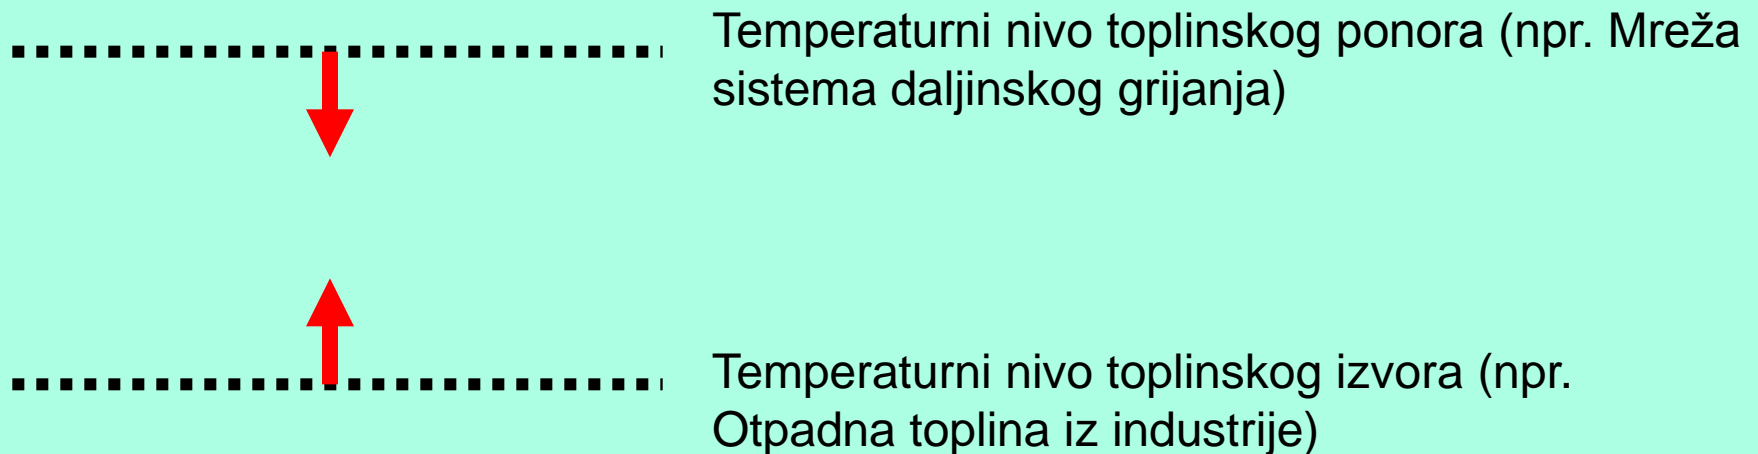 Temperaturni nivo toplinskog ponora (npr. Mreža
sistema daljinskog grijanja)
Temperaturni nivo toplinskog izvora (npr.
Otpadna toplina iz industrije)